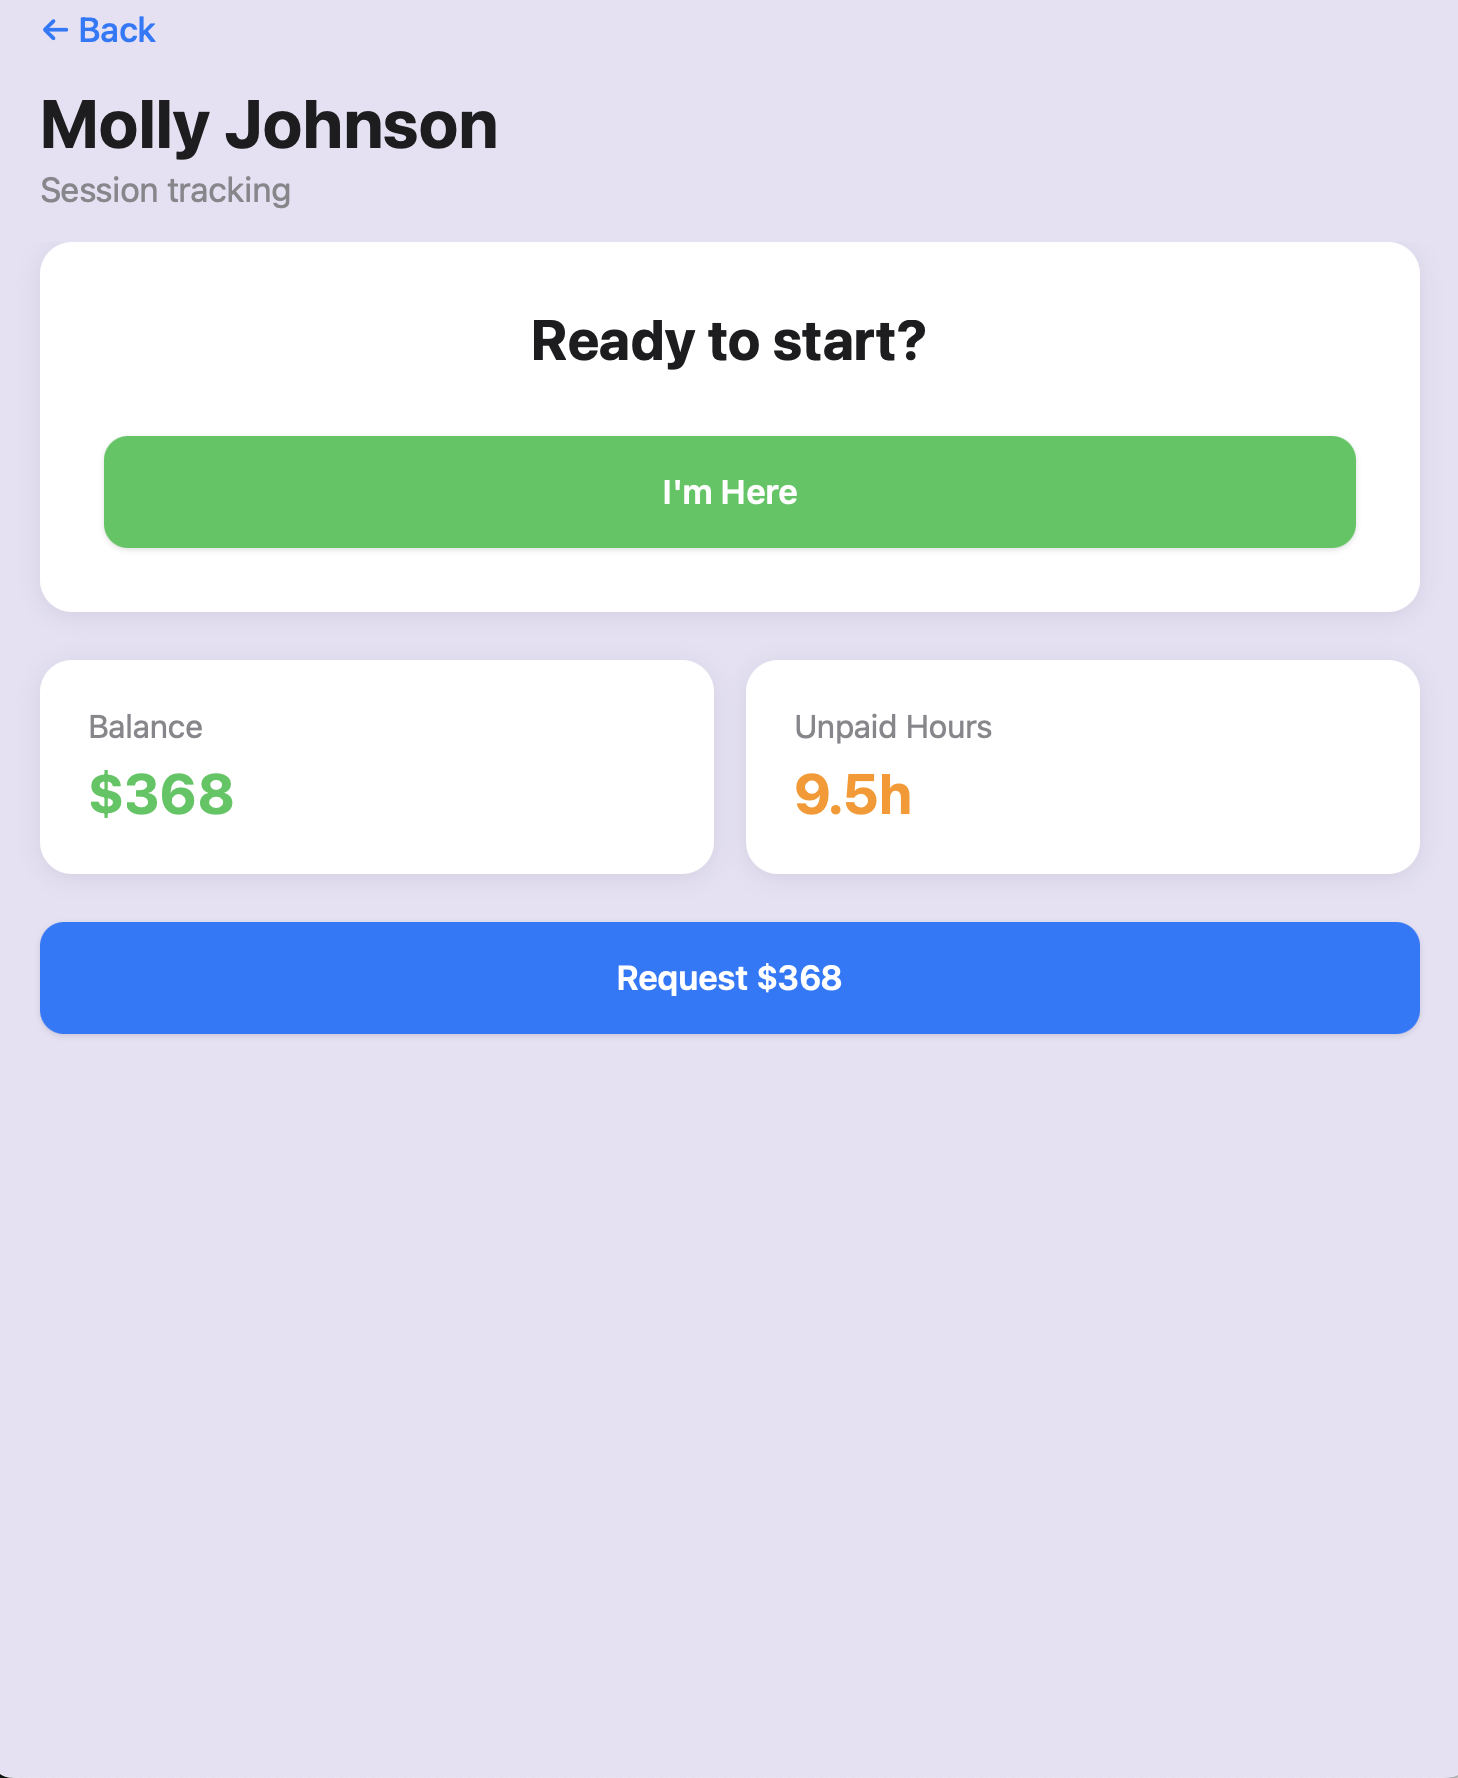 ← Back
Molly Johnson
Session tracking
Ready to start?
I'm Here
Balance
$368
Unpaid Hours
9.5h
Request $368